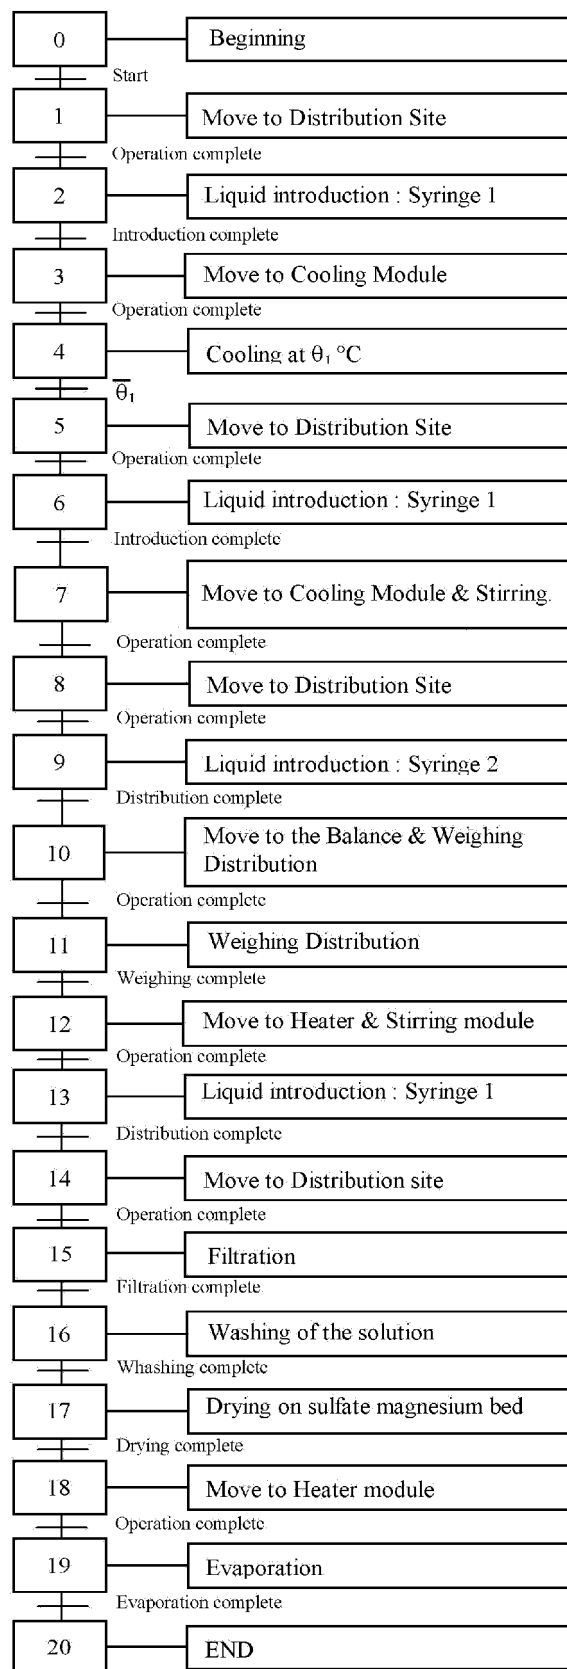 0 Beginning
Start
1 Move to Distribution Site
Operation complete
2 Liquid introduction : Syringe 1
Introduction complete
3 Move to Cooling Module
Operation complete
4 Cooling at θ₁ °C
θ̅₁
5 Move to Distribution Site
Operation complete
6 Liquid introduction : Syringe 1
Introduction complete
7 Move to Cooling Module & Stirring.
Operation complete
8 Move to Distribution Site
Operation complete
9 Liquid introduction : Syringe 2
Distribution complete
10 Move to the Balance & Weighing
Distribution
Operation complete
11 Weighing Distribution
Weighing complete
12 Move to Heater & Stirring module
Operation complete
13 Liquid introduction : Syringe 1
Distribution complete
14 Move to Distribution site
Operation complete
15 Filtration
Filtration complete
16 Washing of the solution
Whashing complete
17 Drying on sulfate magnesium bed
Drying complete
18 Move to Heater module
Operation complete
19 Evaporation
Evaporation complete
20 END